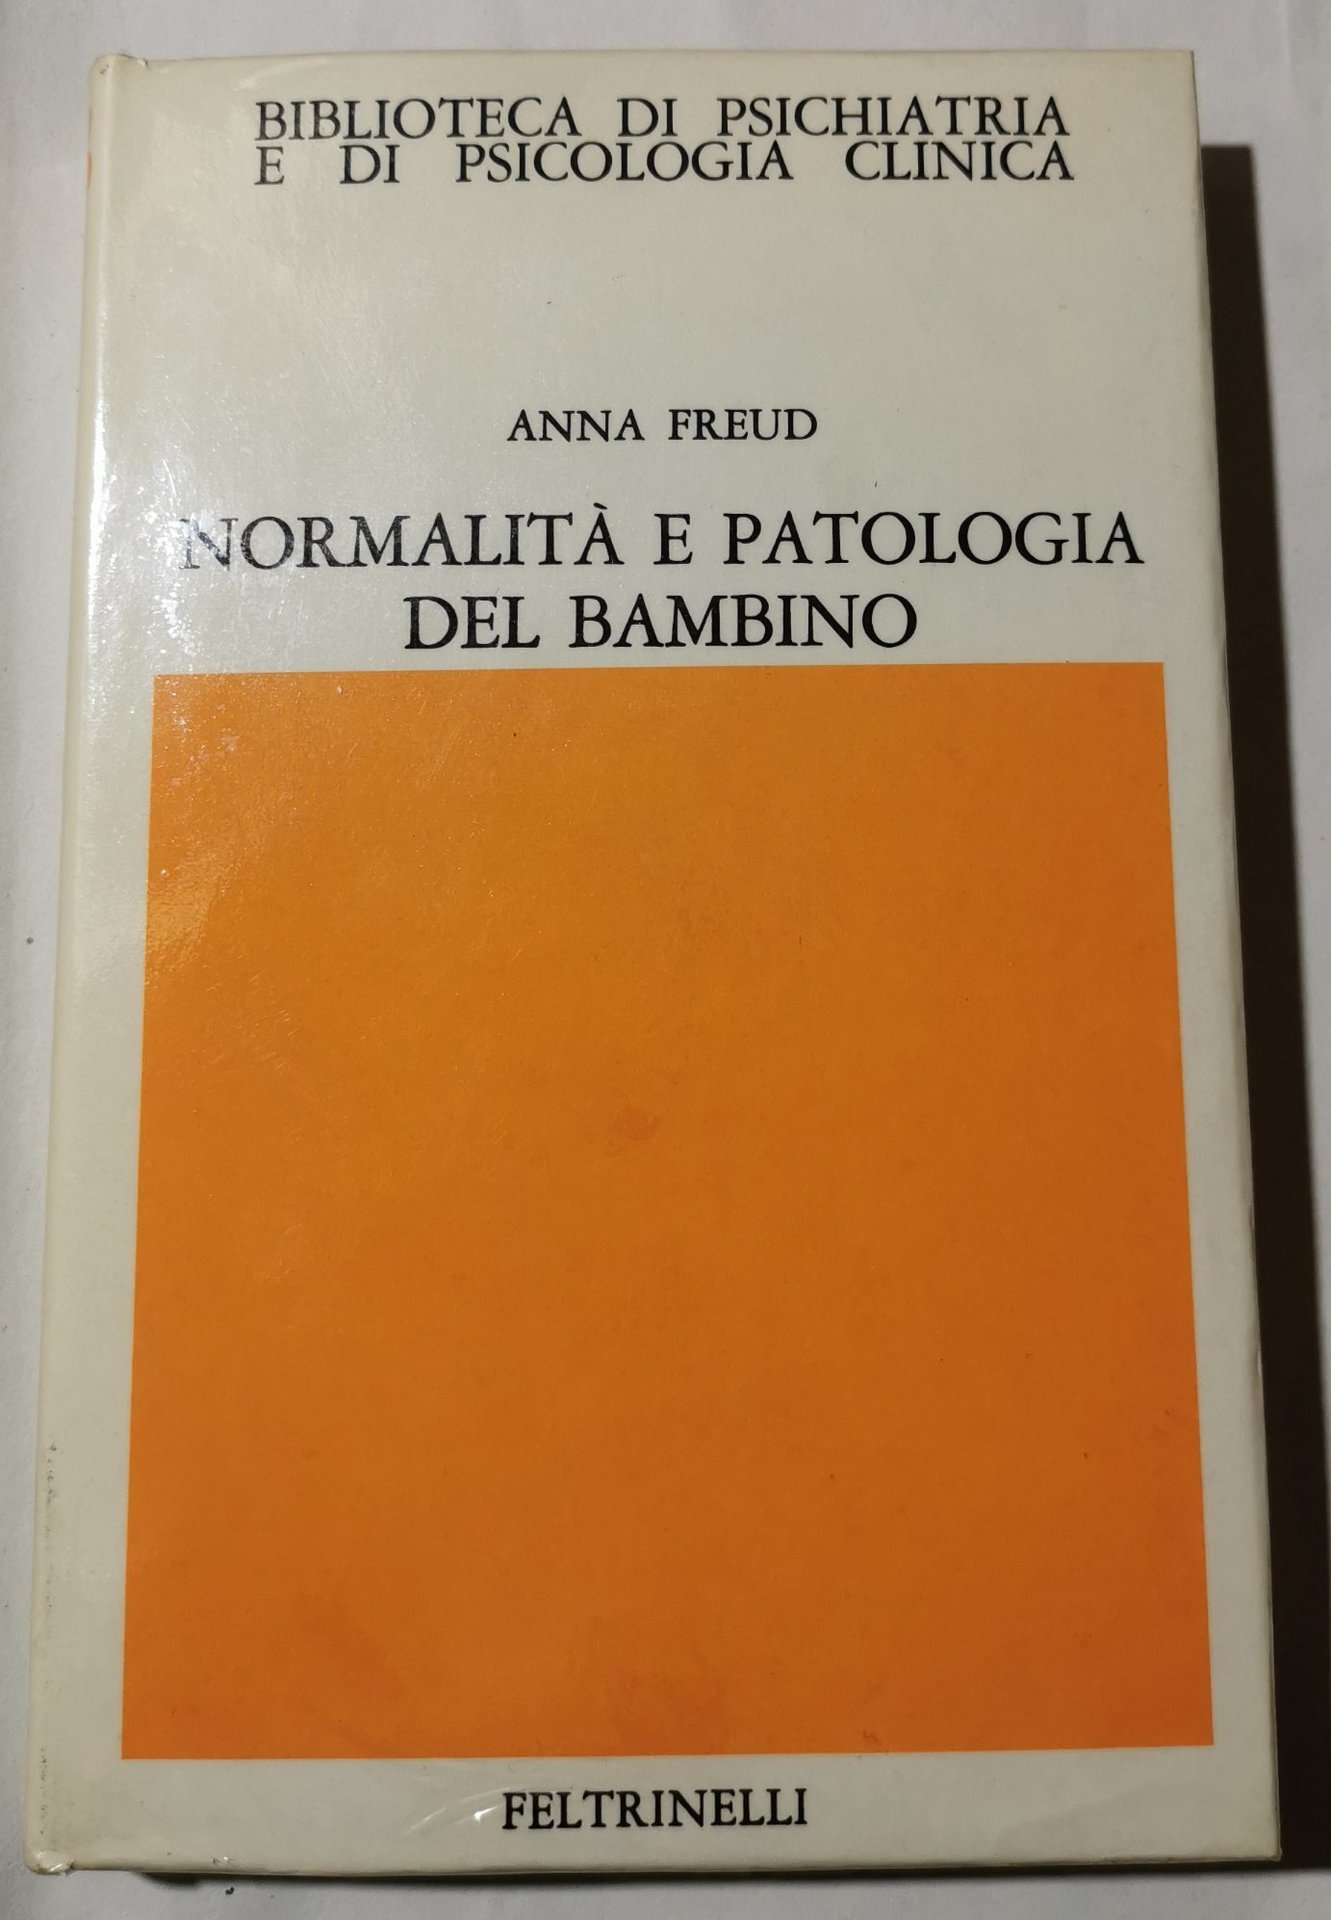 BIBLIOTECA DI PSICHIATRIA
E DI PSICOLOGIA CLINICA
ANNA FREUD
NORMALITÀ E PATOLOGIA
DEL BAMBINO
FELTRINELLI